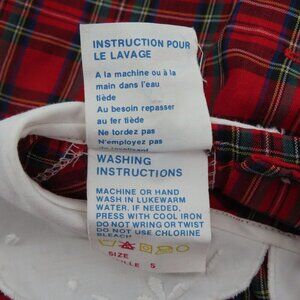 INSTRUCTION POUR
LE LAVAGE
A la machine ou à la
main dans l'eau
tiède
Au besoin repasser
au fer tiède
Ne tordez pas
N'employez pas
WASHING
INSTRUCTIONS
MACHINE OR HAND
WASH IN LUKEWARM
WATER. IF NEEDED,
PRESS WITH COOL IRON
DO NOT WRING OR TWIST
DO NOT USE CHLORINE
BLEACH
SIZE
5